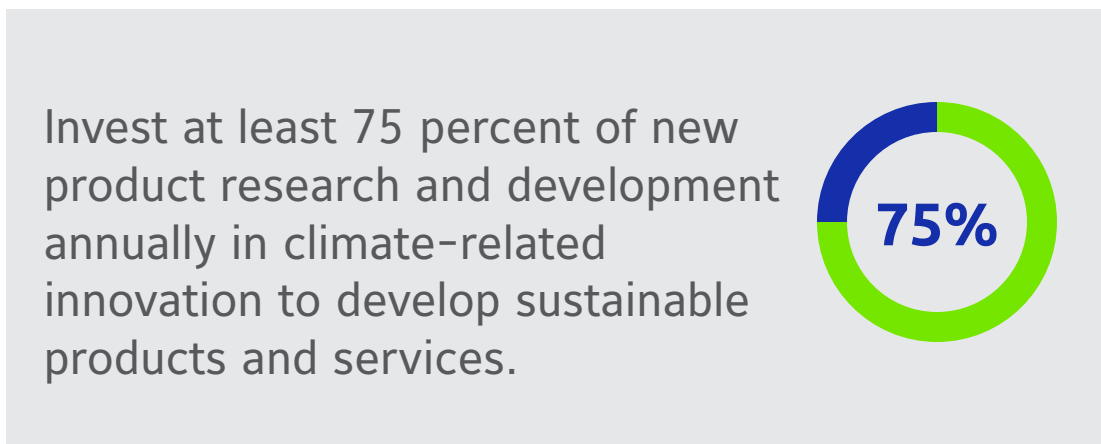 Invest at least 75 percent of new
product research and development
annually in climate-related
innovation to develop sustainable
products and services.
75%